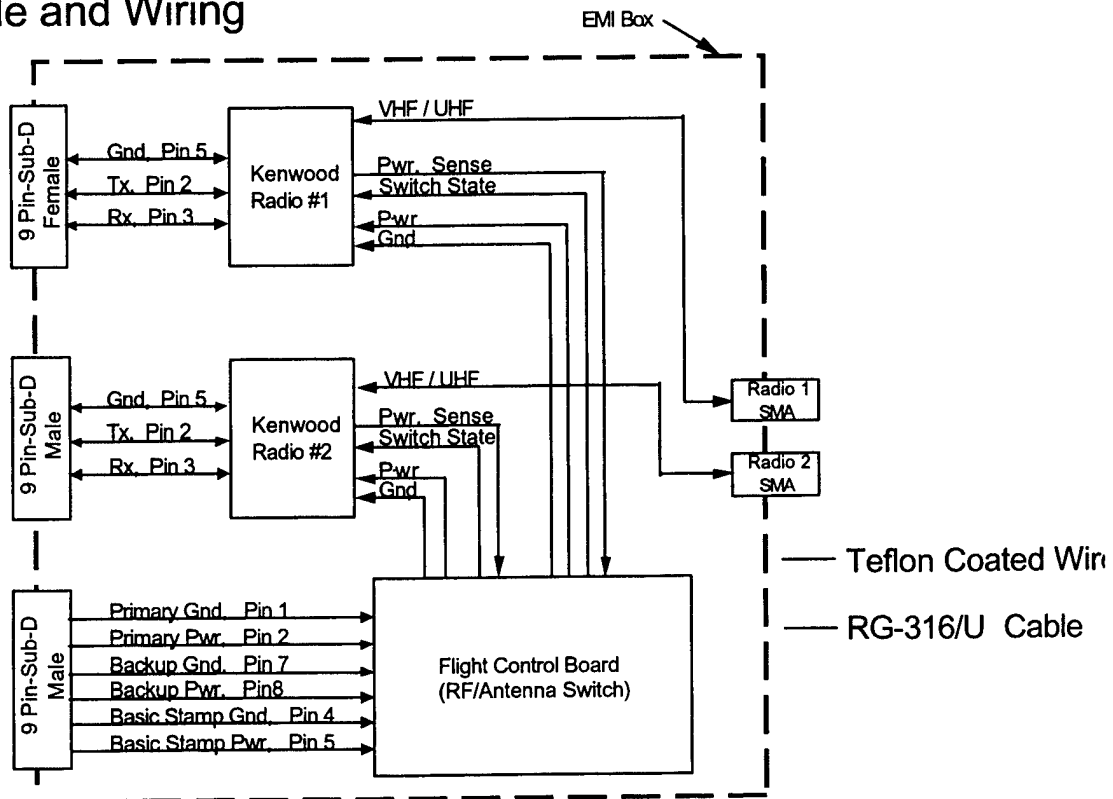 le and Wiring
EMI Box
9 Pin-Sub-D
Female
Gnd, Pin 5
Tx, Pin 2
Rx, Pin 3
Kenwood
Radio #1
VHF / UHF
Pwr, Sense
Switch State
Pwr
Gnd
9 Pin-Sub-D
Male
Gnd, Pin 5
Tx, Pin 2
Rx, Pin 3
Kenwood
Radio #2
VHF / UHF
Pwr, Sense
Switch State
Pwr
Gnd
Radio 1
SMA
Radio 2
SMA
Teflon Coated Wir
RG-316/U Cable
9 Pin-Sub-D
Male
Primary Gnd, Pin 1
Primary Pwr, Pin 2
Backup Gnd, Pin 7
Backup Pwr, Pin8
Basic Stamp Gnd, Pin 4
Basic Stamp Pwr, Pin 5
Flight Control Board
(RF/Antenna Switch)